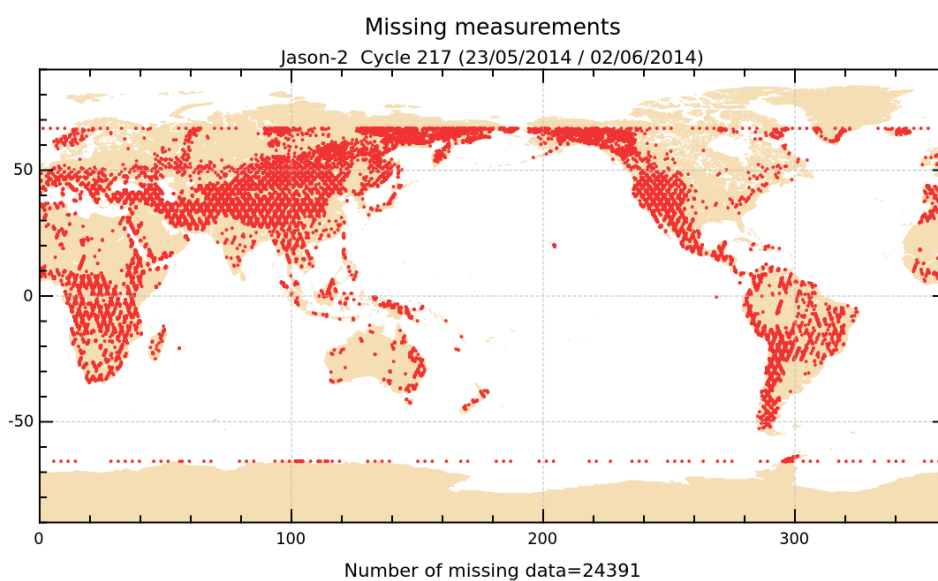 Missing measurements
Jason-2 Cycle 217 (23/05/2014 / 02/06/2014)
50
0
-50
0 100 200 300
Number of missing data=24391